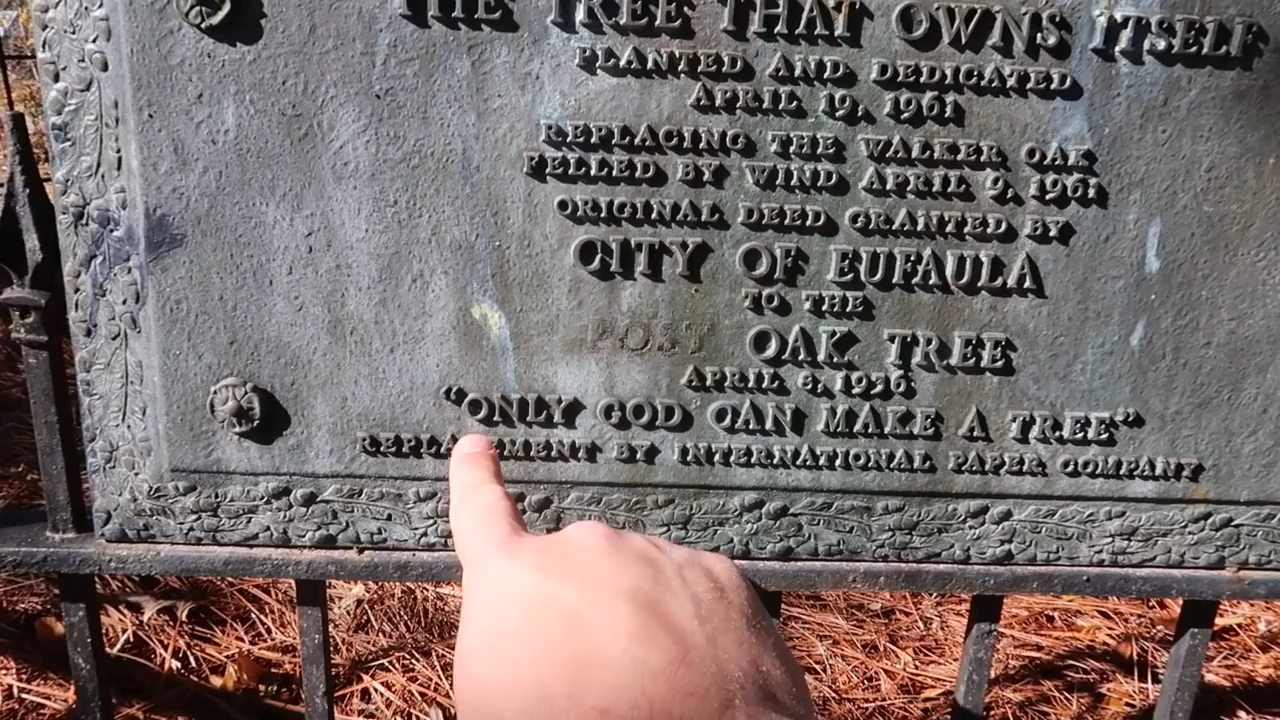 THE TREE THAT OWNS ITSELF
PLANTED AND DEDICATED
APRIL 19, 1961
REPLACING THE WALKER OAK
FELLED BY WIND APRIL 9, 1961
ORIGINAL DEED GRANTED BY
CITY OF EUFAULA
TO THE
POST OAK TREE
APRIL 8, 1936
"ONLY GOD CAN MAKE A TREE"
REPLACEMENT BY INTERNATIONAL PAPER COMPANY